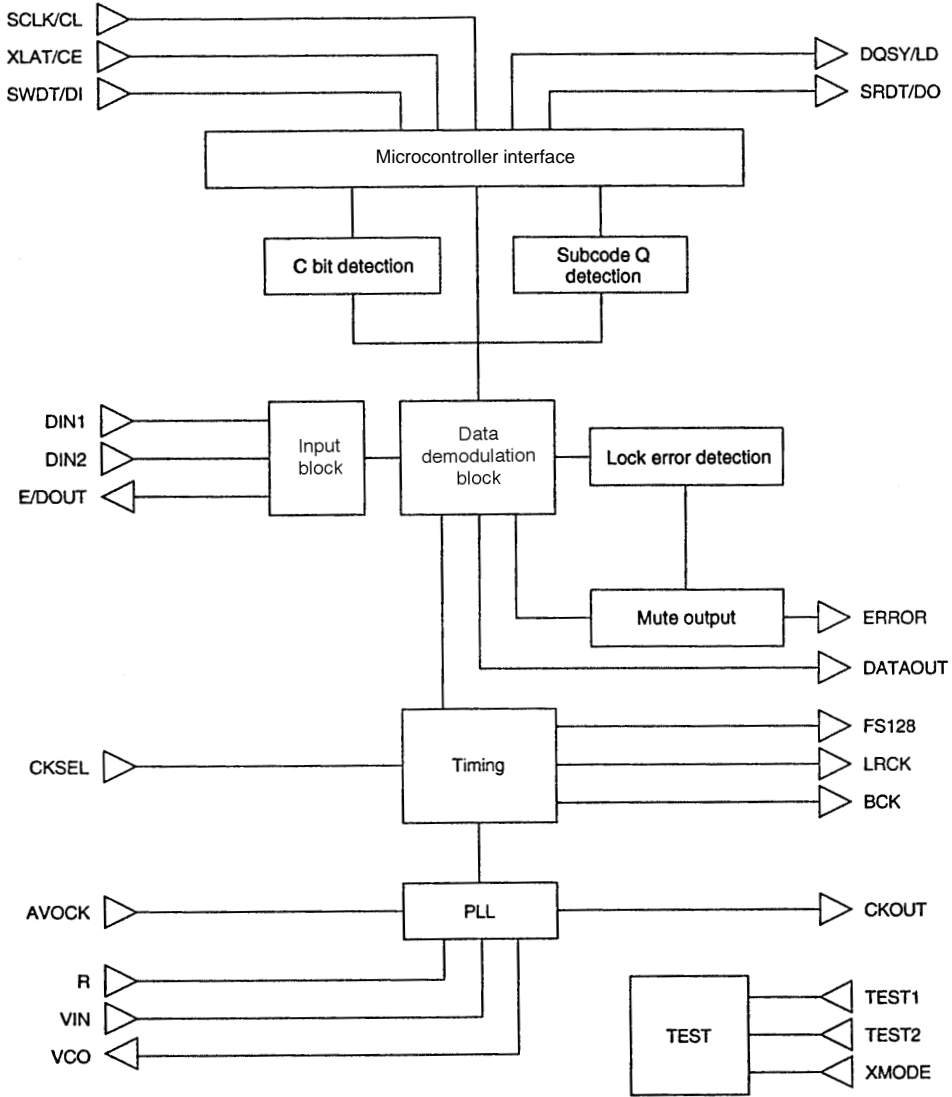 SCLK/CL
XLAT/CE
SWDT/DI
DQSY/LD
SRDT/DO
Microcontroller interface
C bit detection
Subcode Q
detection
DIN1
DIN2
E/DOUT
Input
block
Data
demodulation
block
Lock error detection
Mute output
ERROR
DATAOUT
CKSEL
Timing
FS128
LRCK
BCK
AVOCK
PLL
CKOUT
R
VIN
VCO
TEST
TEST1
TEST2
XMODE